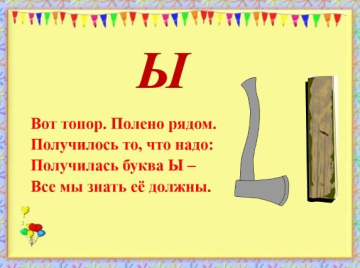 Ы
Вот топор. Полено рядом.
Получилось то, что надо:
Получилась буква Ы –
Все мы знать её должны.